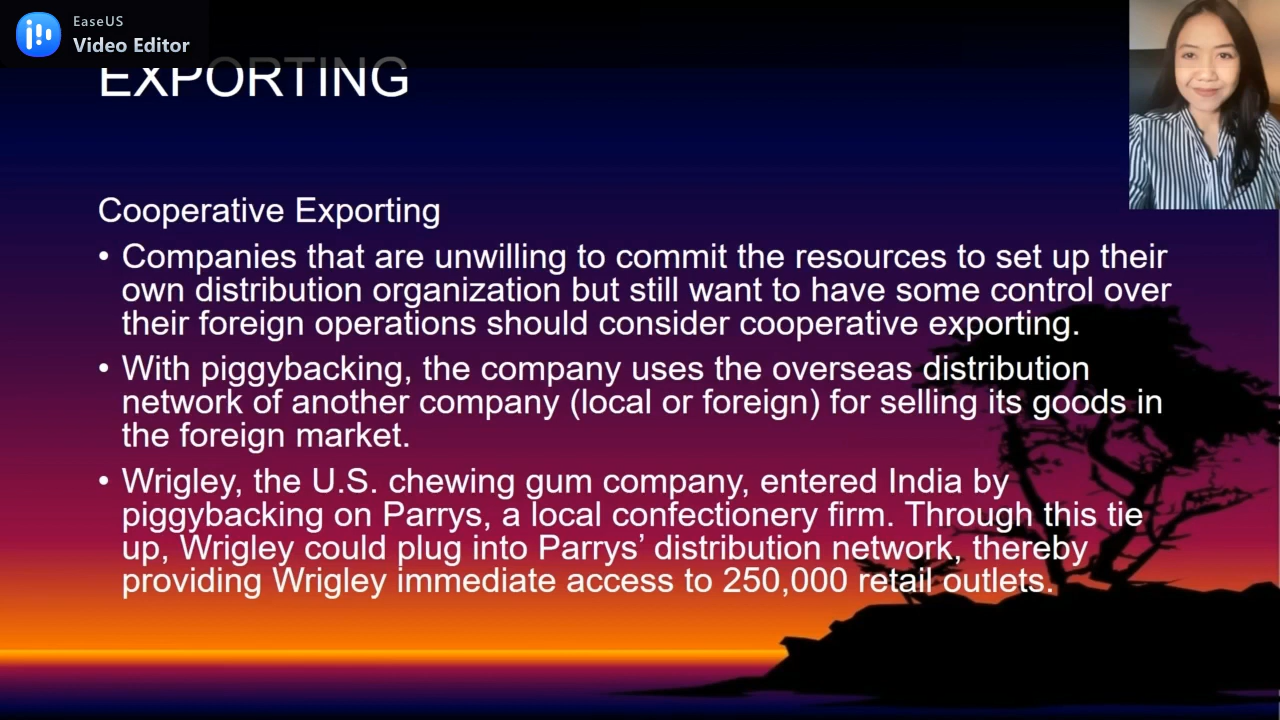 EaseUS
Video Editor
EXPORTING
Cooperative Exporting
• Companies that are unwilling to commit the resources to set up their
own distribution organization but still want to have some control over
their foreign operations should consider cooperative exporting.
• With piggybacking, the company uses the overseas distribution
network of another company (local or foreign) for selling its goods in
the foreign market.
• Wrigley, the U.S. chewing gum company, entered India by
piggybacking on Parrys, a local confectionery firm. Through this tie
up, Wrigley could plug into Parrys’ distribution network, thereby
providing Wrigley immediate access to 250,000 retail outlets.